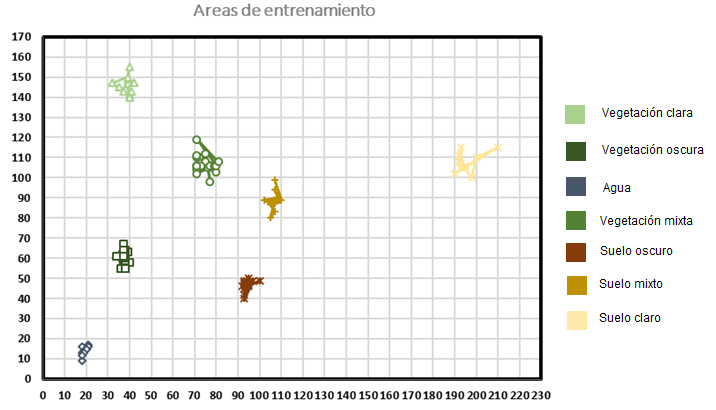 Areas de entrenamiento
170
160
150
140
130
120
110
100
90
80
70
60
50
40
30
20
10
0
0 10 20 30 40 50 60 70 80 90 100 110 120 130 140 150 160 170 180 190 200 210 220 230
Vegetación clara
Vegetación oscura
Agua
Vegetación mixta
Suelo oscuro
Suelo mixto
Suelo claro